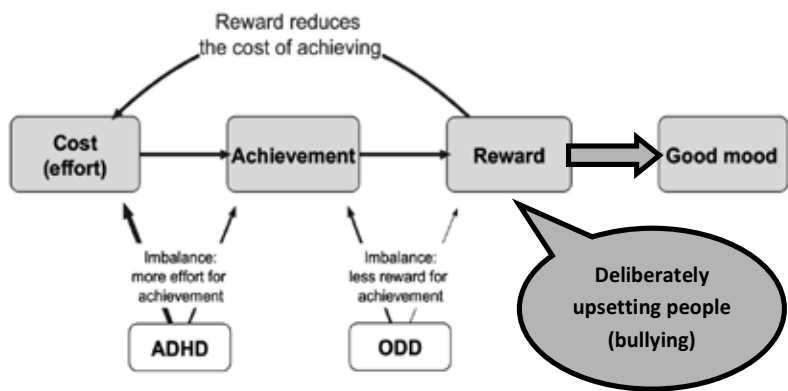 Reward reduces
the cost of achieving
Cost
(effort)
Achievement
Reward
Good mood
Imbalance:
more effort for
achievement
Imbalance:
less reward for
achievement
ADHD
ODD
Deliberately
upsetting people
(bullying)